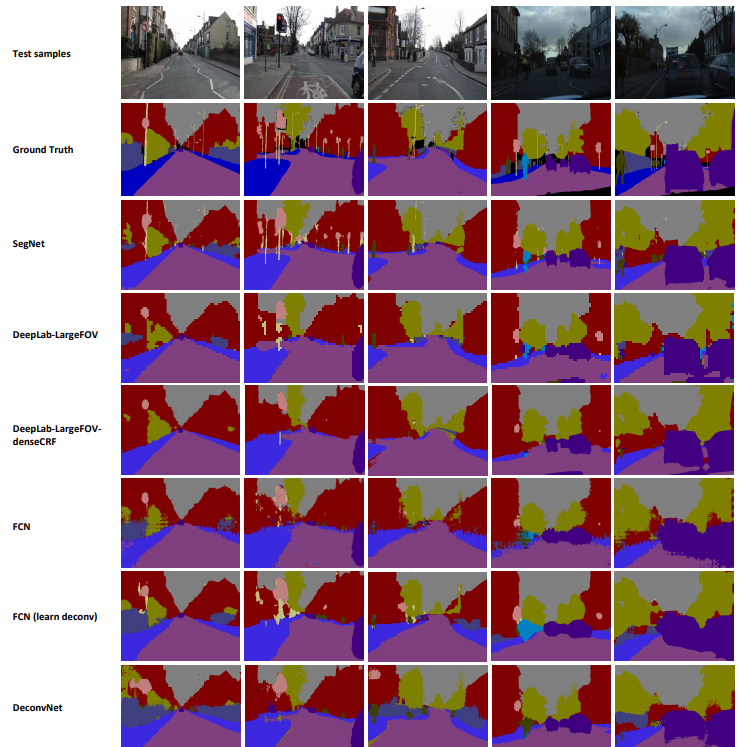 Test samples
Ground Truth
SegNet
DeepLab-LargeFOV
DeepLab-LargeFOV-
denseCRF
FCN
FCN (learn deconv)
DeconvNet